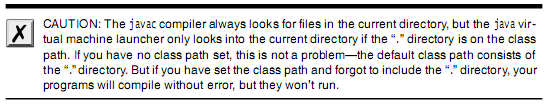 CAUTION: The javac compiler always looks for files in the current directory, but the java vir-
tual machine launcher only looks into the current directory if the “.” directory is on the class
path. If you have no class path set, this is not a problem—the default class path consists of
the “.” directory. But if you have set the class path and forgot to include the “.” directory, your
programs will compile without error, but they won’t run.